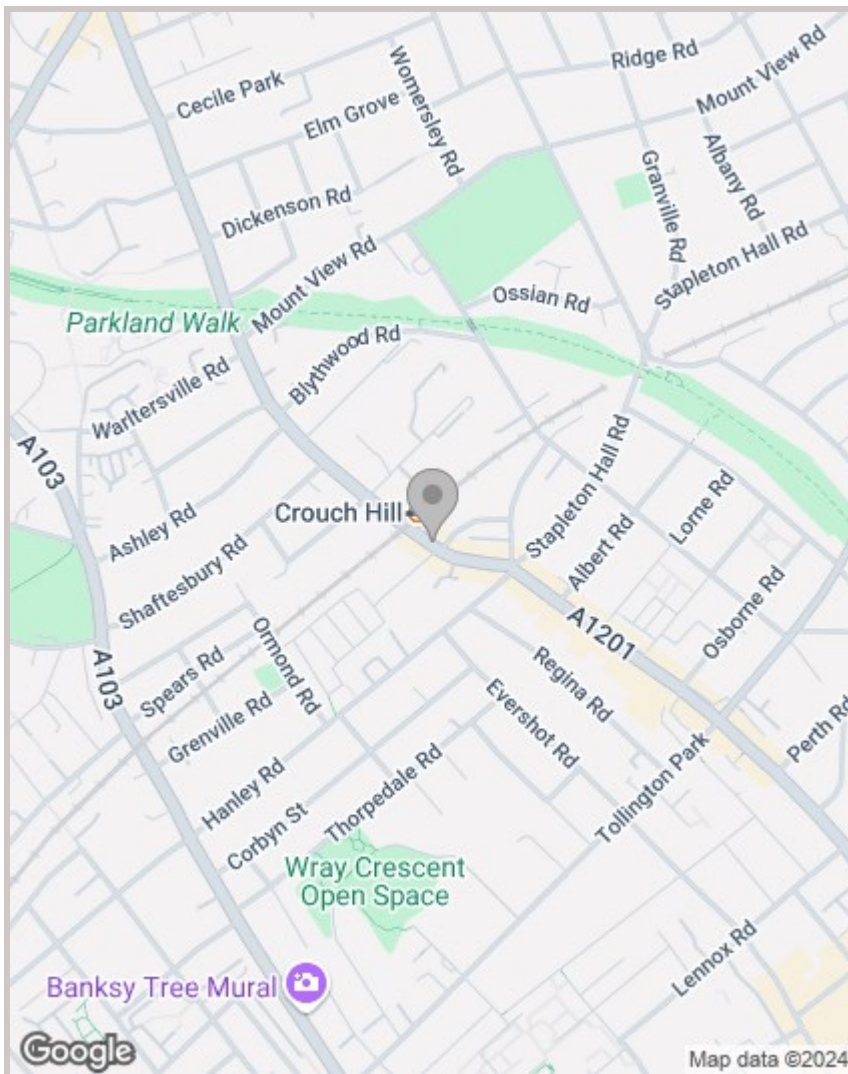 Ridge Rd
Mount View Rd
Womersley Rd
Cecile Park
Elm Grove
Granville Rd
Albany Rd
Dickenson Rd
Stapleton Hall Rd
Mount View Rd
Ossian Rd
Parkland Walk
Blythwood Rd
Warltersville Rd
A103
Stapleton Hall Rd
Lorne Rd
Crouch Hill
Ashley Rd
Albert Rd
Shaftesbury Rd
Osborne Rd
A1201
Ormond Rd
Spears Rd
A103
Regina Rd
Evershot Rd
Grenville Rd
Perth Rd
Hanley Rd
Tollington Park
Thorpedale Rd
Corbyn St
Wray Crescent
Open Space
Lennox Rd
Banksy Tree Mural
Google
Map data ©2024